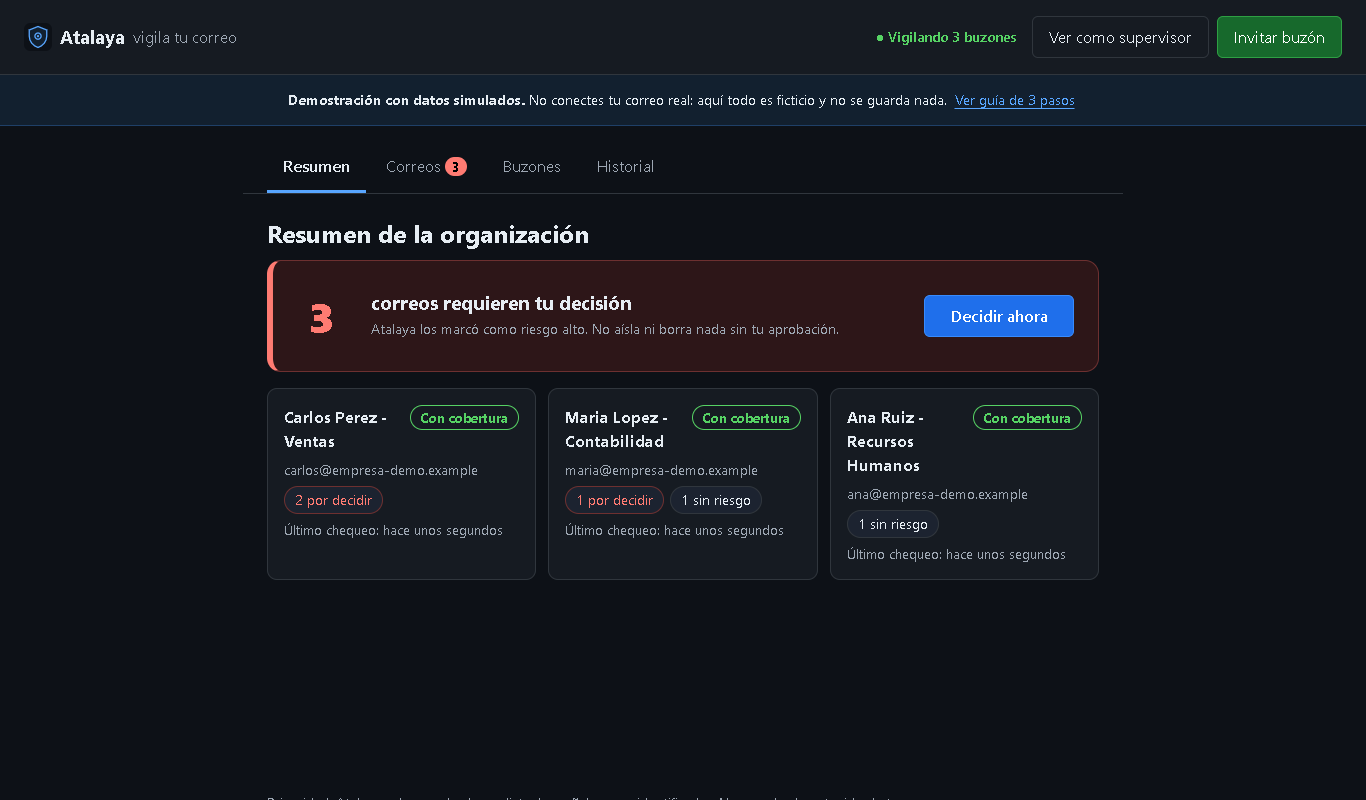 Atalaya vigila tu correo
● Vigilando 3 buzones
Ver como supervisor
Invitar buzón
Demostración con datos simulados. No conectes tu correo real: aquí todo es ficticio y no se guarda nada. Ver guía de 3 pasos
Resumen
Correos 3
Buzones
Historial
Resumen de la organización
3
correos requieren tu decisión
Atalaya los marcó como riesgo alto. No aísla ni borra nada sin tu aprobación.
Decidir ahora
Carlos Perez -
Ventas
Con cobertura
carlos@empresa-demo.example
2 por decidir
Último chequeo: hace unos segundos
Maria Lopez -
Contabilidad
Con cobertura
maria@empresa-demo.example
1 por decidir
1 sin riesgo
Último chequeo: hace unos segundos
Ana Ruiz -
Recursos
Humanos
Con cobertura
ana@empresa-demo.example
1 sin riesgo
Último chequeo: hace unos segundos